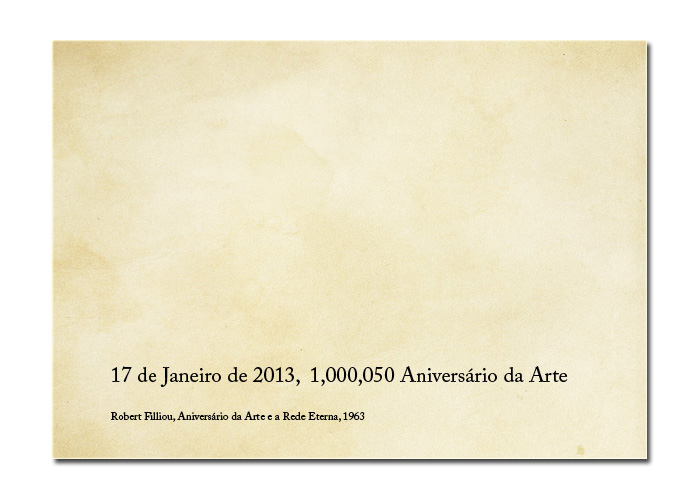 17 de Janeiro de 2013, 1,000,050 Aniversário da Arte
Robert Filliou, Aniversário da Arte e a Rede Eterna, 1963